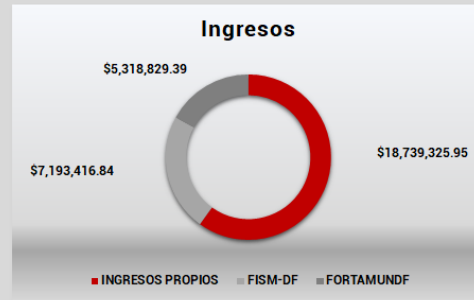 Ingresos
$5,318,829.39
$18,739,325.95
$7,193,416.84
INGRESOS PROPIOS FISM-DF FORTAMUNDF